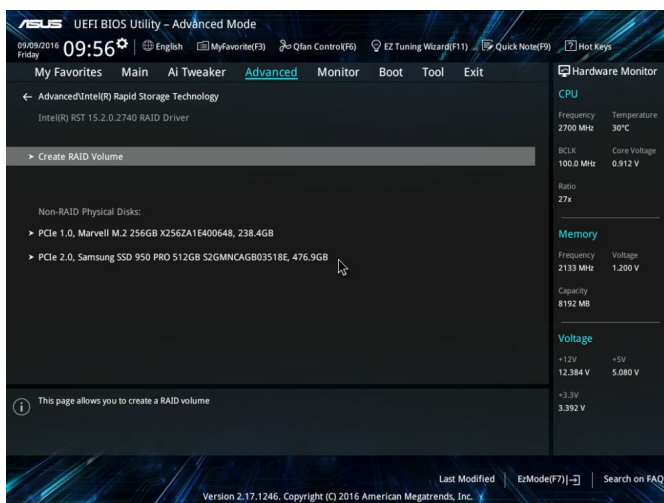 ASUS UEFI BIOS Utility – Advanced Mode
09/09/2016 Friday 09:56 English MyFavorite(F3) Qfan Control(F6) EZ Tuning Wizard(F11) Quick Note(F9) Hot Keys
My Favorites Main Ai Tweaker Advanced Monitor Boot Tool Exit
Hardware Monitor
← Advanced\Intel(R) Rapid Storage Technology
Intel(R) RST 15.2.0.2740 RAID Driver
> Create RAID Volume
Non-RAID Physical Disks:
> PCIe 1.0, Marvell M.2 256GB X256ZA1E400648, 238.4GB
> PCIe 2.0, Samsung SSD 950 PRO 512GB S2GMNCAGB03518E, 476.9GB
CPU
Frequency Temperature
2700 MHz 30°C
BCLK Core Voltage
100.0 MHz 0.912 V
Ratio
27x
Memory
Frequency Voltage
2133 MHz 1.200 V
Capacity
8192 MB
Voltage
+12V +5V
12.384 V 5.080 V
+3.3V
3.392 V
This page allows you to create a RAID volume
Last Modified EzMode(F7) Search on FAQ
Version 2.17.1246. Copyright (C) 2016 American Megatrends, Inc.